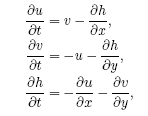 ∂u/∂t = v − ∂h/∂x,
∂v/∂t = −u − ∂h/∂y,
∂h/∂t = −∂u/∂x − ∂v/∂y,